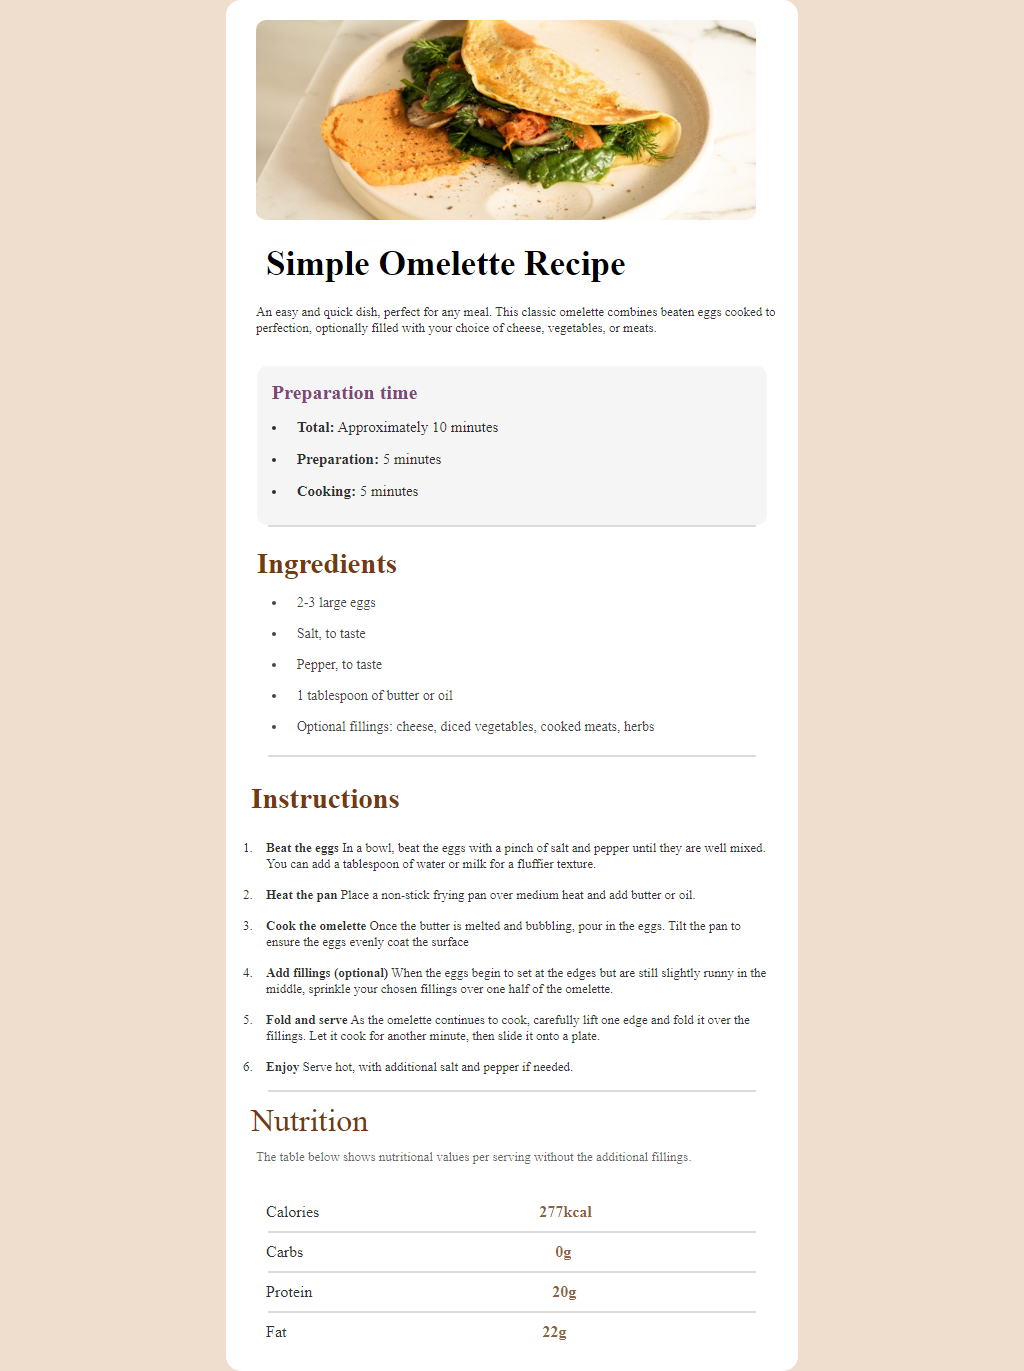 Simple Omelette Recipe
An easy and quick dish, perfect for any meal. This classic omelette combines beaten eggs cooked to
perfection, optionally filled with your choice of cheese, vegetables, or meats.
Preparation time
• Total: Approximately 10 minutes
• Preparation: 5 minutes
• Cooking: 5 minutes
Ingredients
• 2-3 large eggs
• Salt, to taste
• Pepper, to taste
• 1 tablespoon of butter or oil
• Optional fillings: cheese, diced vegetables, cooked meats, herbs
Instructions
1. Beat the eggs In a bowl, beat the eggs with a pinch of salt and pepper until they are well mixed.
You can add a tablespoon of water or milk for a fluffier texture.
2. Heat the pan Place a non-stick frying pan over medium heat and add butter or oil.
3. Cook the omelette Once the butter is melted and bubbling, pour in the eggs. Tilt the pan to
ensure the eggs evenly coat the surface
4. Add fillings (optional) When the eggs begin to set at the edges but are still slightly runny in the
middle, sprinkle your chosen fillings over one half of the omelette.
5. Fold and serve As the omelette continues to cook, carefully lift one edge and fold it over the
fillings. Let it cook for another minute, then slide it onto a plate.
6. Enjoy Serve hot, with additional salt and pepper if needed.
Nutrition
The table below shows nutritional values per serving without the additional fillings.
Calories 277kcal
Carbs 0g
Protein 20g
Fat 22g